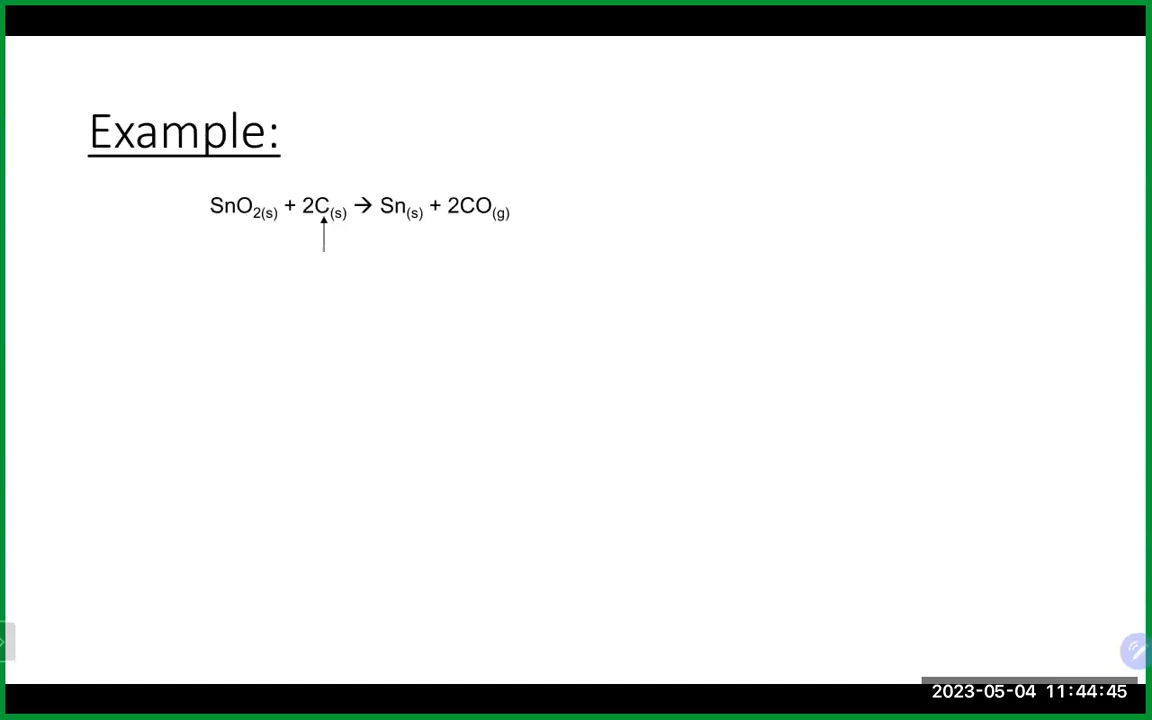 Example:
SnO₂₍ₛ₎ + 2C₍ₛ₎ → Sn₍ₛ₎ + 2CO(g)
2023-05-04 11:44:45